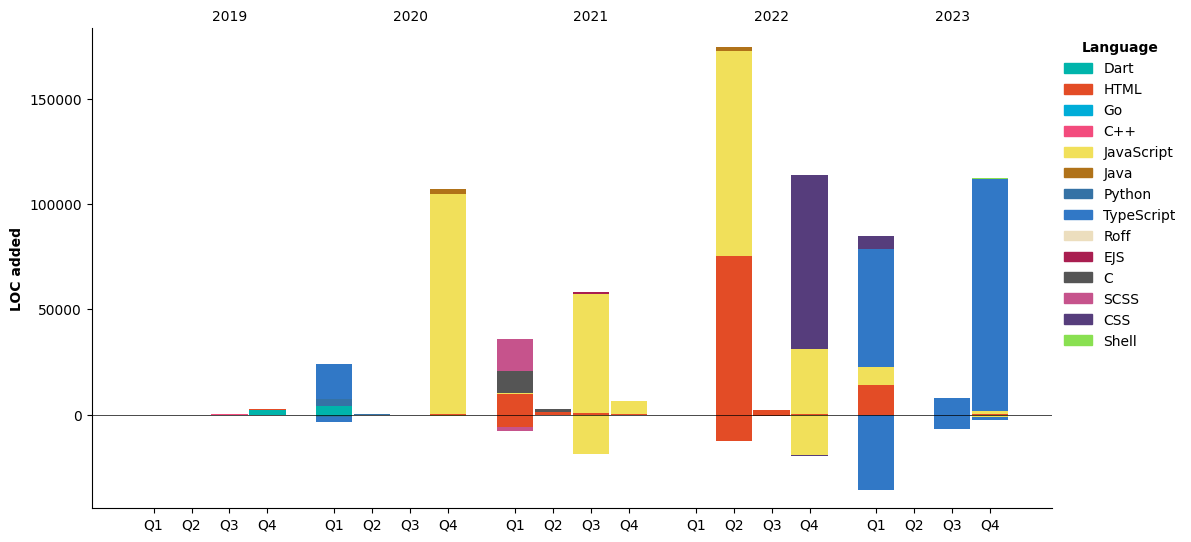 2019 2020 2021 2022 2023
Language
Dart
HTML
Go
C++
JavaScript
Java
Python
TypeScript
Roff
EJS
C
SCSS
CSS
Shell
LOC added
150000
100000
50000
0
Q1 Q2 Q3 Q4 Q1 Q2 Q3 Q4 Q1 Q2 Q3 Q4 Q1 Q2 Q3 Q4 Q1 Q2 Q3 Q4